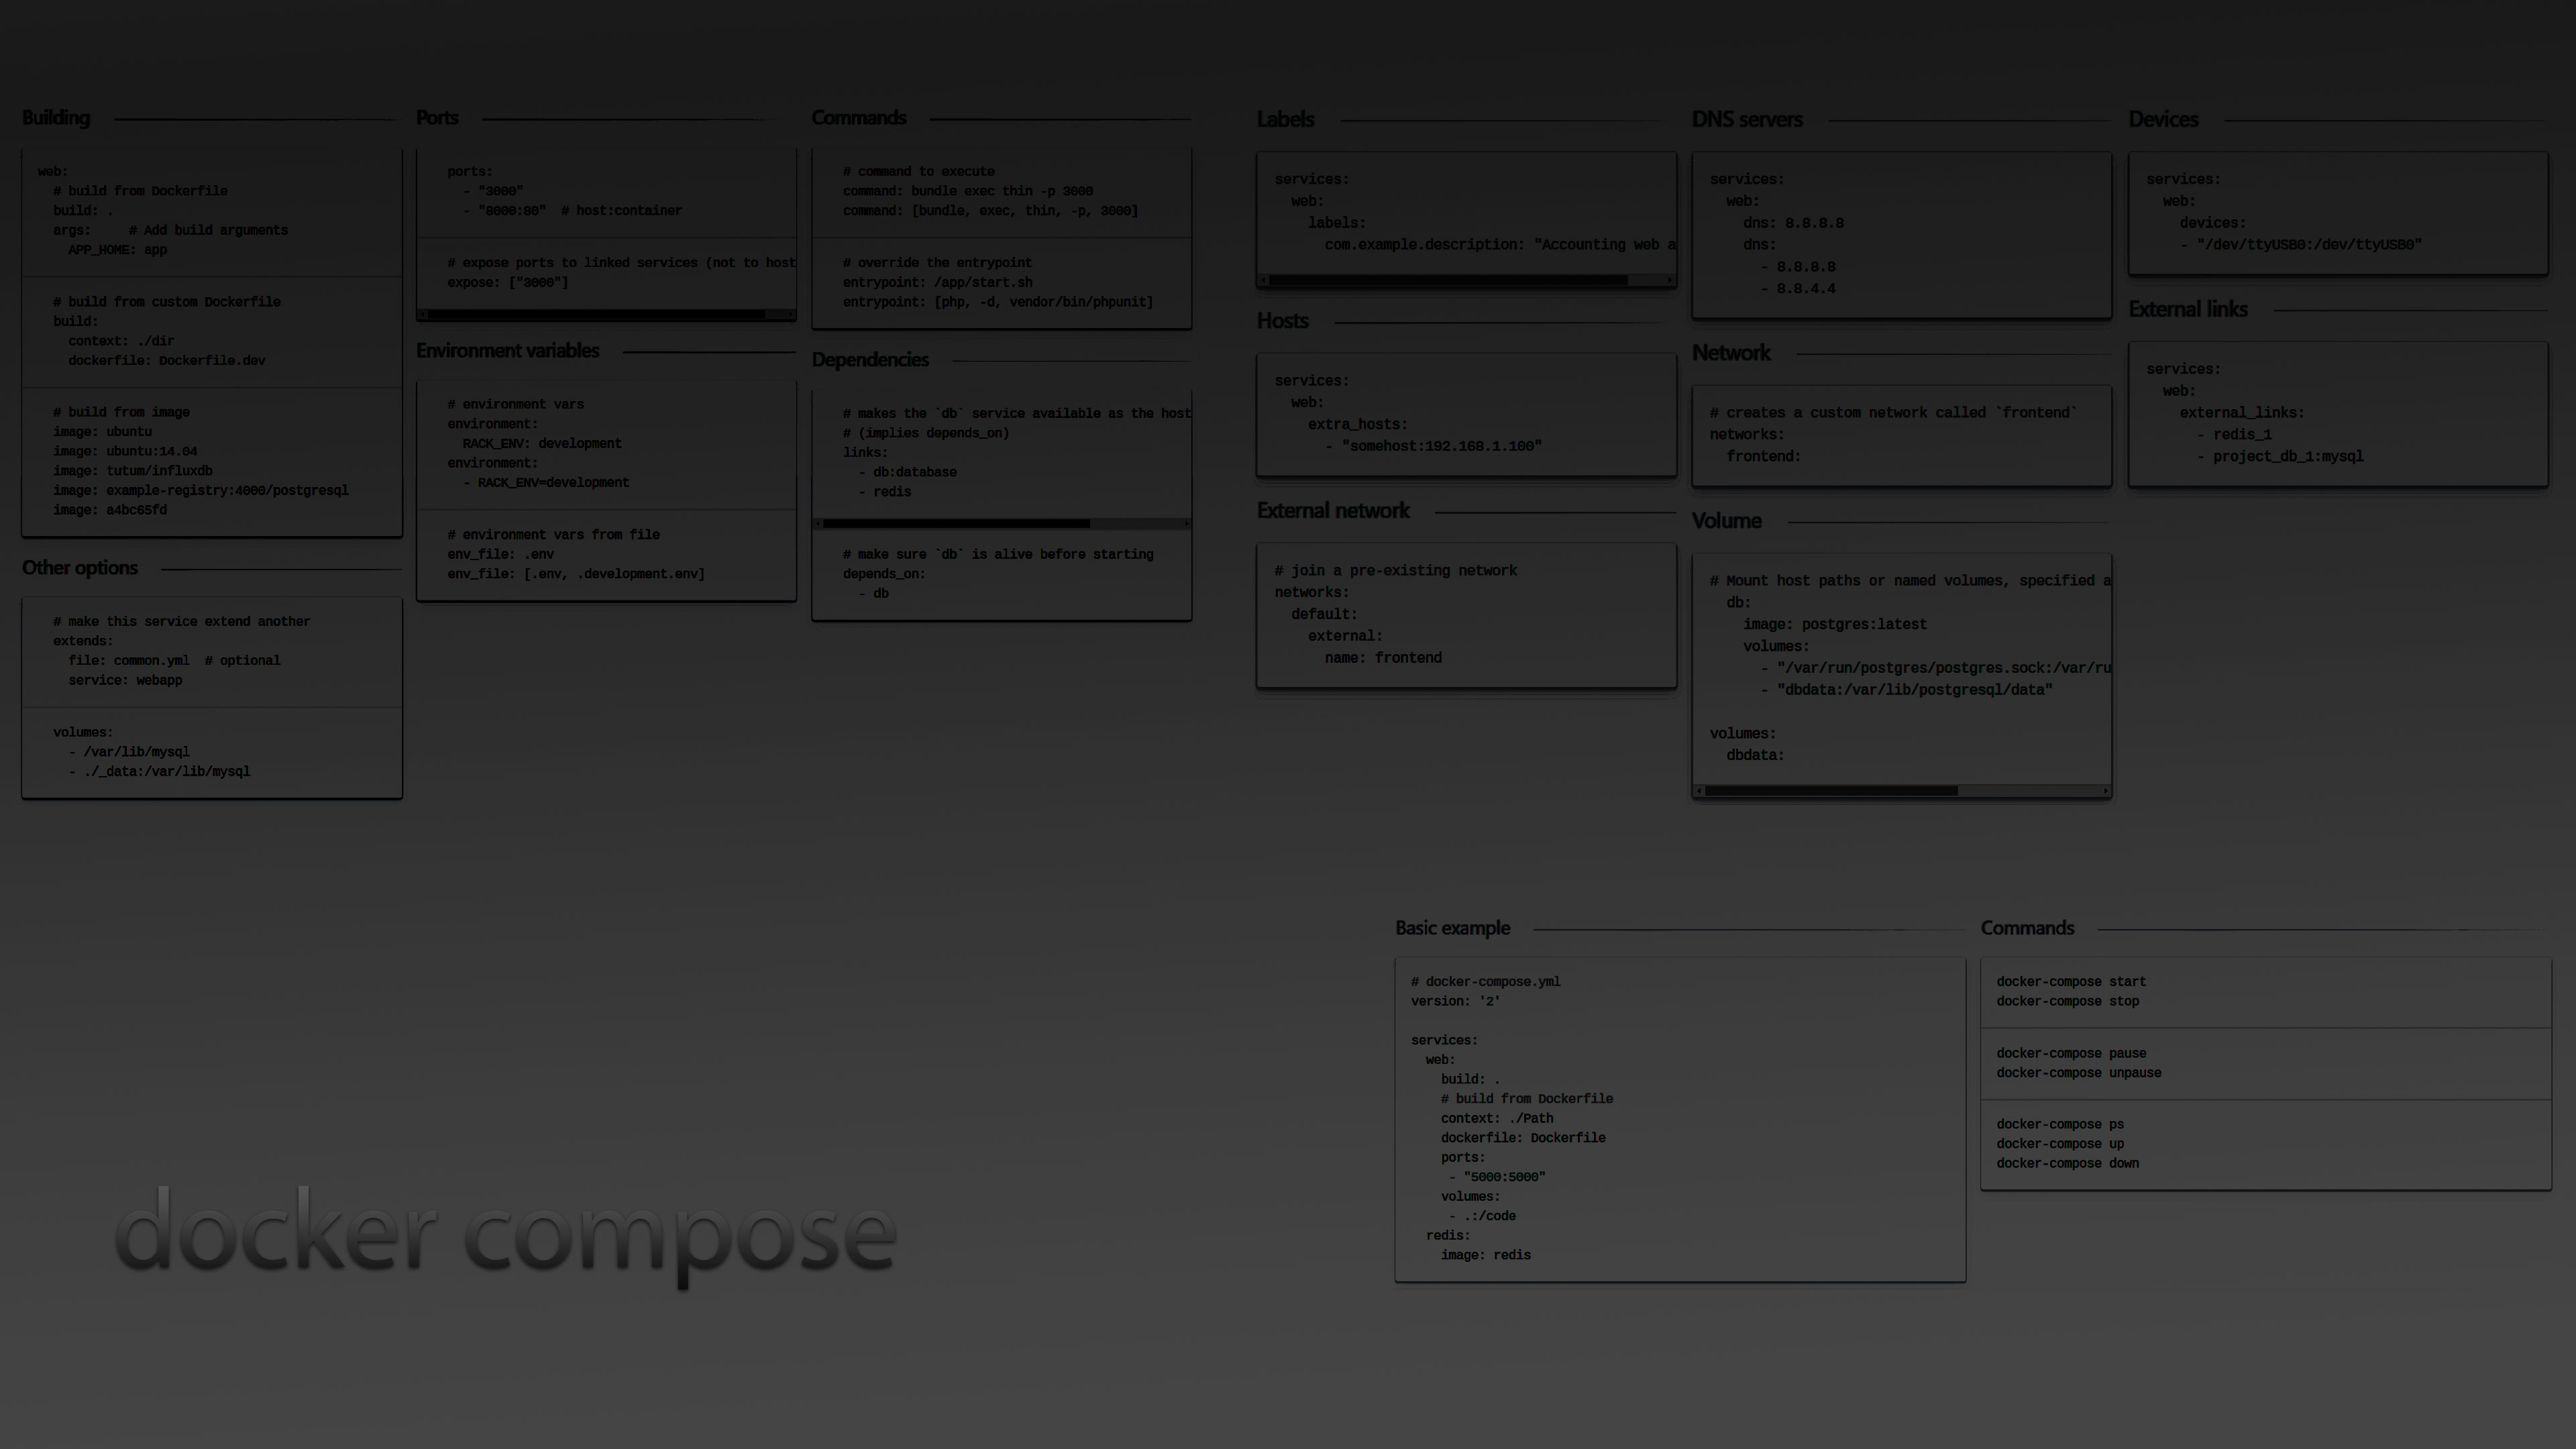 Building
web:
  # build from Dockerfile
  build: .
  args:     # Add build arguments
    APP_HOME: app
  # build from custom Dockerfile
  build:
    context: ./dir
    dockerfile: Dockerfile.dev
  # build from image
  image: ubuntu
  image: ubuntu:14.04
  image: tutum/influxdb
  image: example-registry:4000/postgresql
  image: a4bc65fd
Other options
  # make this service extend another
  extends:
    file: common.yml  # optional
    service: webapp
  volumes:
    - /var/lib/mysql
    - ./_data:/var/lib/mysql
Ports
  ports:
    - "3000"
    - "8000:80"  # host:container
  # expose ports to linked services (not to host
  expose: ["3000"]
Environment variables
  # environment vars
  environment:
    RACK_ENV: development
  environment:
    - RACK_ENV=development
  # environment vars from file
  env_file: .env
  env_file: [.env, .development.env]
Commands
  # command to execute
  command: bundle exec thin -p 3000
  command: [bundle, exec, thin, -p, 3000]
  # override the entrypoint
  entrypoint: /app/start.sh
  entrypoint: [php, -d, vendor/bin/phpunit]
Dependencies
  # makes the `db` service available as the host
  # (implies depends_on)
  links:
    - db:database
    - redis
  # make sure `db` is alive before starting
  depends_on:
    - db
Labels
services:
  web:
    labels:
      com.example.description: "Accounting web a
Hosts
services:
  web:
    extra_hosts:
      - "somehost:192.168.1.100"
External network
# join a pre-existing network
networks:
  default:
    external:
      name: frontend
DNS servers
services:
  web:
    dns: 8.8.8.8
    dns:
      - 8.8.8.8
      - 8.8.4.4
Network
# creates a custom network called `frontend`
networks:
  frontend:
Volume
# Mount host paths or named volumes, specified a
  db:
    image: postgres:latest
    volumes:
      - "/var/run/postgres/postgres.sock:/var/ru
      - "dbdata:/var/lib/postgresql/data"
volumes:
  dbdata:
Devices
services:
  web:
    devices:
    - "/dev/ttyUSB0:/dev/ttyUSB0"
External links
services:
  web:
    external_links:
      - redis_1
      - project_db_1:mysql
Basic example
# docker-compose.yml
version: '2'
services:
  web:
    build: .
    # build from Dockerfile
    context: ./Path
    dockerfile: Dockerfile
    ports:
     - "5000:5000"
    volumes:
     - .:/code
  redis:
    image: redis
Commands
docker-compose start
docker-compose stop
docker-compose pause
docker-compose unpause
docker-compose ps
docker-compose up
docker-compose down
docker compose